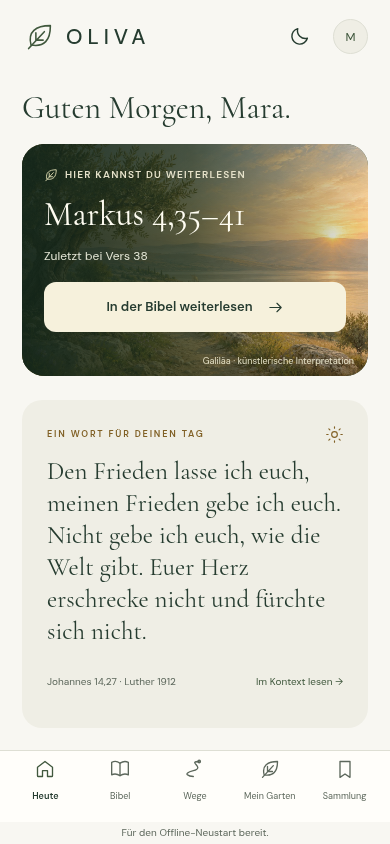 OLIVA
M
Guten Morgen, Mara.
HIER KANNST DU WEITERLESEN
Markus 4,35–41
Zuletzt bei Vers 38
In der Bibel weiterlesen →
Galiläa · künstlerische Interpretation
EIN WORT FÜR DEINEN TAG
Den Frieden lasse ich euch,
meinen Frieden gebe ich euch.
Nicht gebe ich euch, wie die
Welt gibt. Euer Herz
erschrecke nicht und fürchte
sich nicht.
Johannes 14,27 · Luther 1912
Im Kontext lesen →
Heute
Bibel
Wege
Mein Garten
Sammlung
Für den Offline-Neustart bereit.